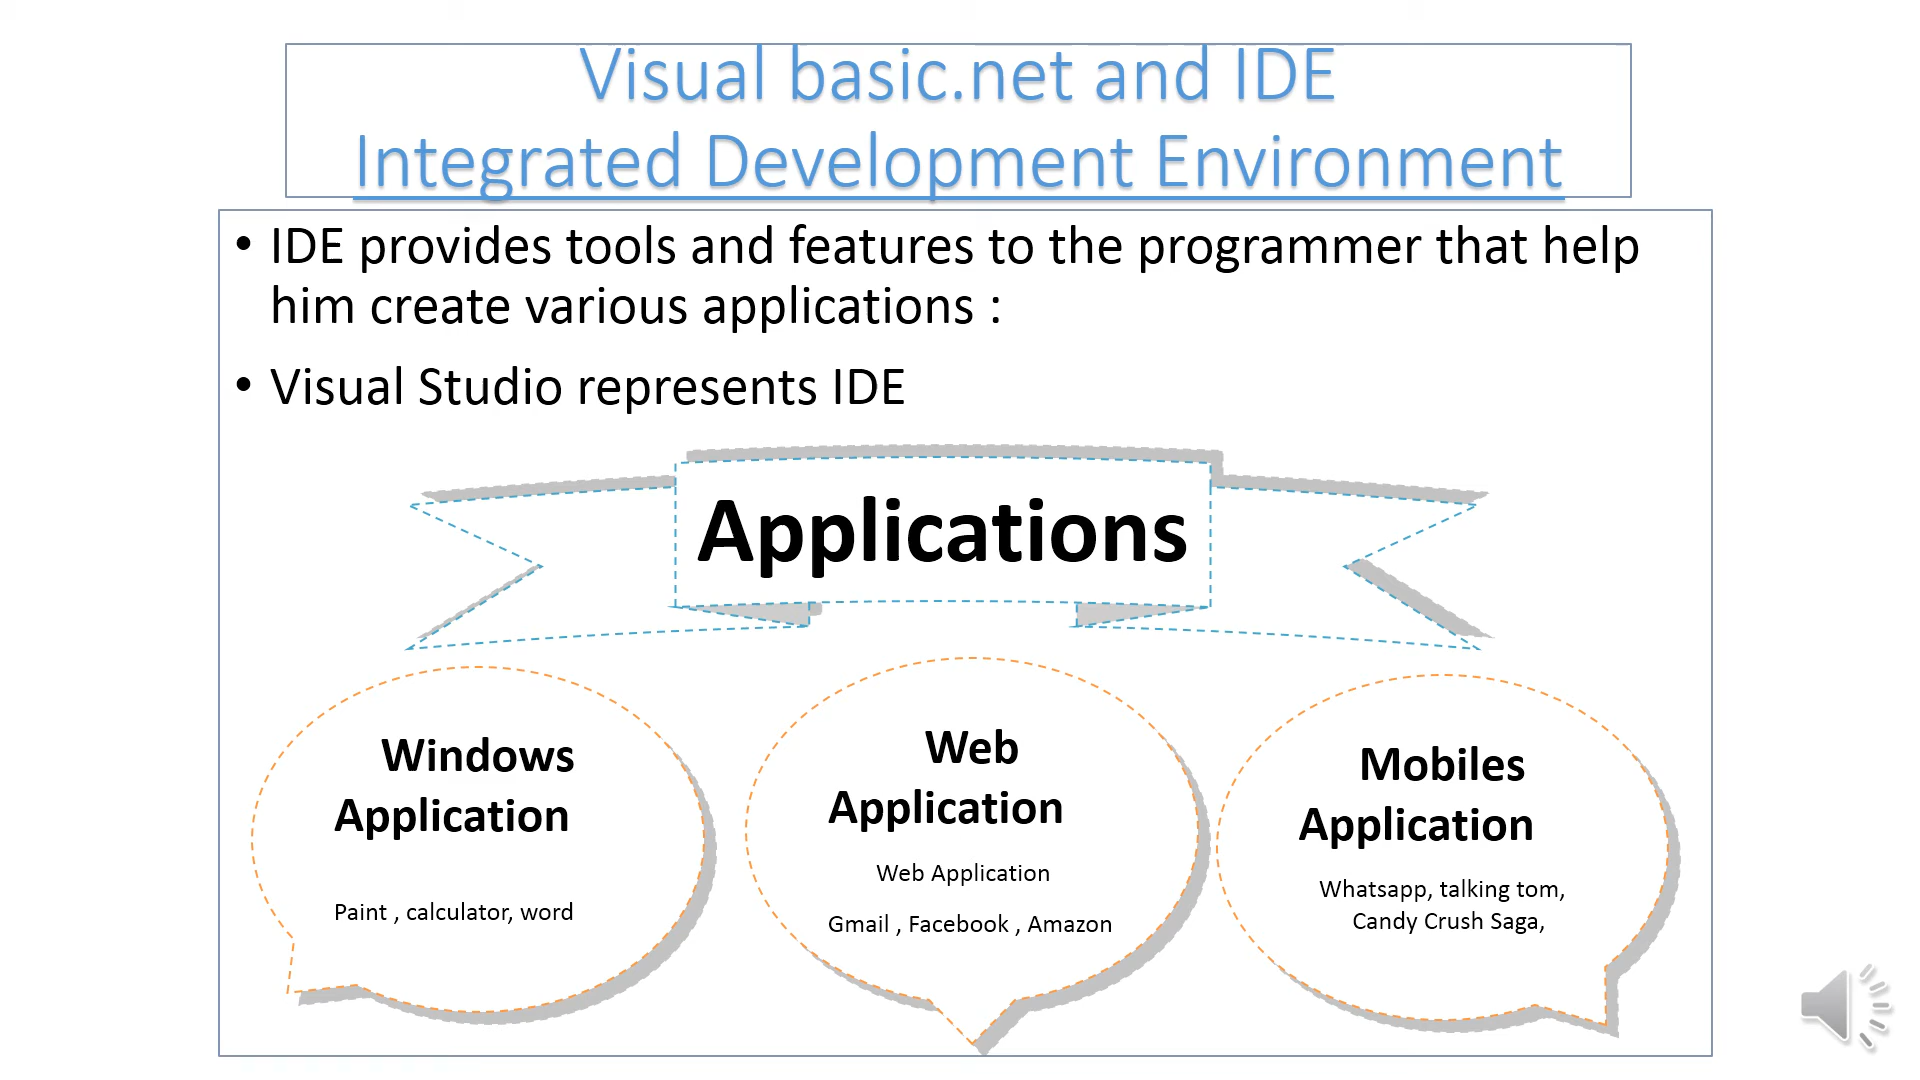 Visual basic.net and IDE
Integrated Development Environment
• IDE provides tools and features to the programmer that help
him create various applications :
• Visual Studio represents IDE
Applications
Windows
Application
Paint , calculator, word
Web
Application
Web Application
Gmail , Facebook , Amazon
Mobiles
Application
Whatsapp, talking tom,
Candy Crush Saga,